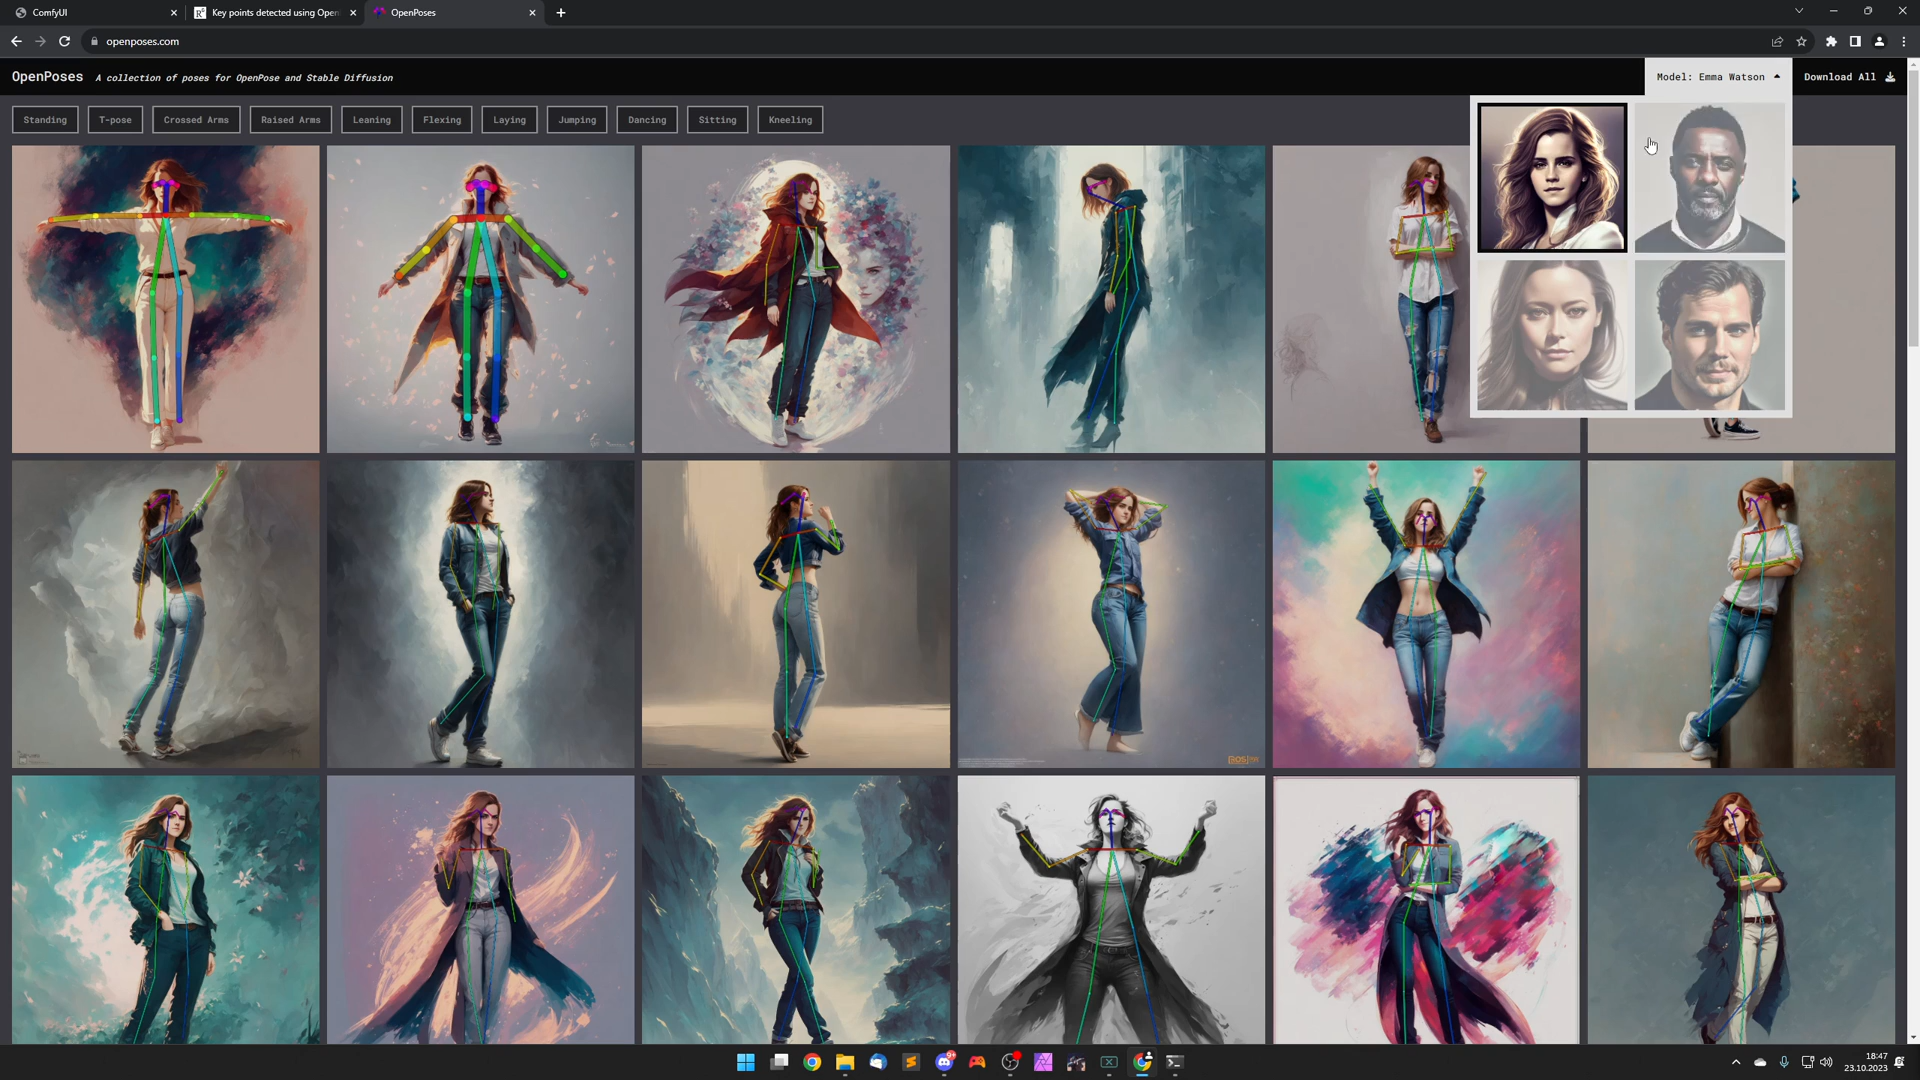 ComfyUI
Key points detected using Open
OpenPoses
openposes.com
OpenPoses A collection of poses for OpenPose and Stable Diffusion
Model: Emma Watson
Download All
Standing
T-pose
Crossed Arms
Raised Arms
Leaning
Flexing
Laying
Jumping
Dancing
Sitting
Kneeling
18:47
23.10.2023